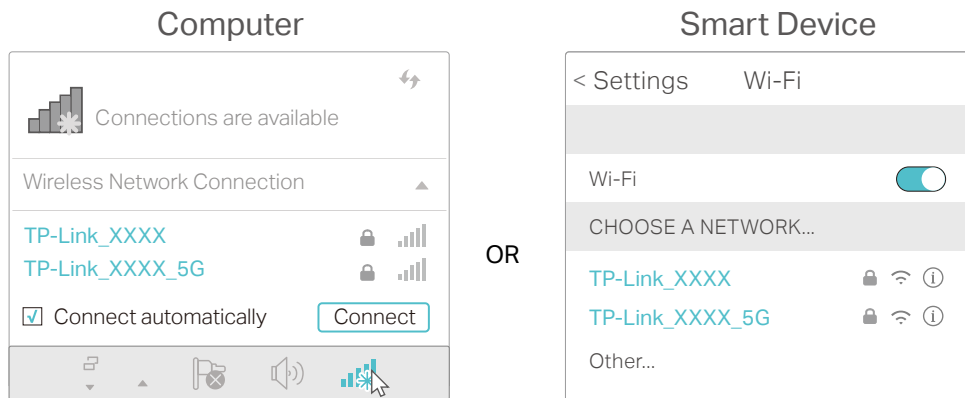 Computer
Connections are available
Wireless Network Connection
TP-Link_XXXX
TP-Link_XXXX_5G
Connect automatically
Connect
OR
Smart Device
< Settings Wi-Fi
Wi-Fi
CHOOSE A NETWORK...
TP-Link_XXXX
TP-Link_XXXX_5G
Other...